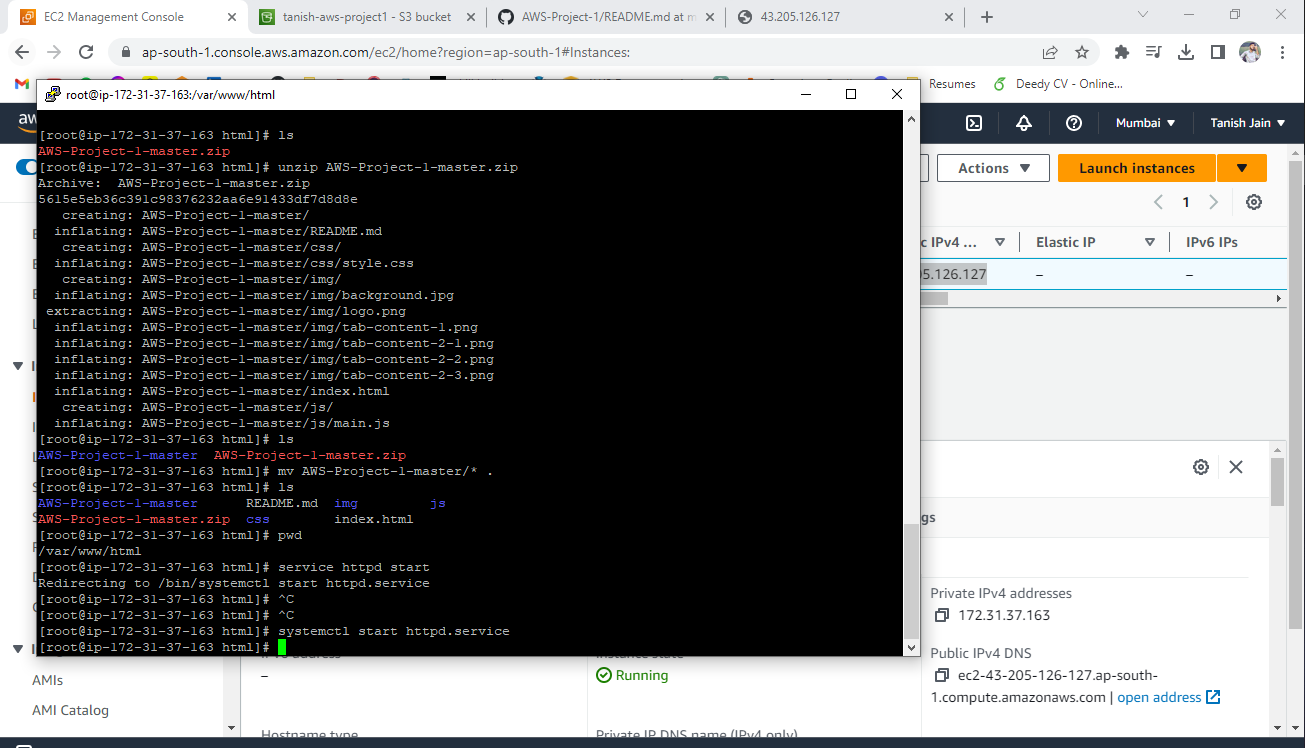 EC2 Management Console
tanish-aws-project1 - S3 bucket
AWS-Project-1/README.md at m
43.205.126.127
ap-south-1.console.aws.amazon.com/ec2/home?region=ap-south-1#Instances:
Resumes
Deedy CV - Online...
root@ip-172-31-37-163:/var/www/html
aw
Mumbai
Tanish Jain
Actions
Launch instances
1
c IPv4 ...
Elastic IP
IPv6 IPs
5.126.127
–
–
[root@ip-172-31-37-163 html]# ls
AWS-Project-1-master.zip
[root@ip-172-31-37-163 html]# unzip AWS-Project-1-master.zip
Archive:  AWS-Project-1-master.zip
5615e5eb36c391c98376232aa6e91433df7d8d8e
   creating: AWS-Project-1-master/
  inflating: AWS-Project-1-master/README.md
   creating: AWS-Project-1-master/css/
  inflating: AWS-Project-1-master/css/style.css
   creating: AWS-Project-1-master/img/
  inflating: AWS-Project-1-master/img/background.jpg
 extracting: AWS-Project-1-master/img/logo.png
  inflating: AWS-Project-1-master/img/tab-content-1.png
  inflating: AWS-Project-1-master/img/tab-content-2-1.png
  inflating: AWS-Project-1-master/img/tab-content-2-2.png
  inflating: AWS-Project-1-master/img/tab-content-2-3.png
  inflating: AWS-Project-1-master/index.html
   creating: AWS-Project-1-master/js/
  inflating: AWS-Project-1-master/js/main.js
[root@ip-172-31-37-163 html]# ls
AWS-Project-1-master  AWS-Project-1-master.zip
[root@ip-172-31-37-163 html]# mv AWS-Project-1-master/* .
[root@ip-172-31-37-163 html]# ls
AWS-Project-1-master      README.md  img         js
AWS-Project-1-master.zip  css        index.html
[root@ip-172-31-37-163 html]# pwd
/var/www/html
[root@ip-172-31-37-163 html]# service httpd start
Redirecting to /bin/systemctl start httpd.service
[root@ip-172-31-37-163 html]# ^C
[root@ip-172-31-37-163 html]# ^C
[root@ip-172-31-37-163 html]# systemctl start httpd.service
[root@ip-172-31-37-163 html]#
gs
Private IPv4 addresses
172.31.37.163
Public IPv4 DNS
ec2-43-205-126-127.ap-south-
1.compute.amazonaws.com | open address
–
Running
AMIs
AMI Catalog
Hostname type
Private IP DNS name (IPv4 only)